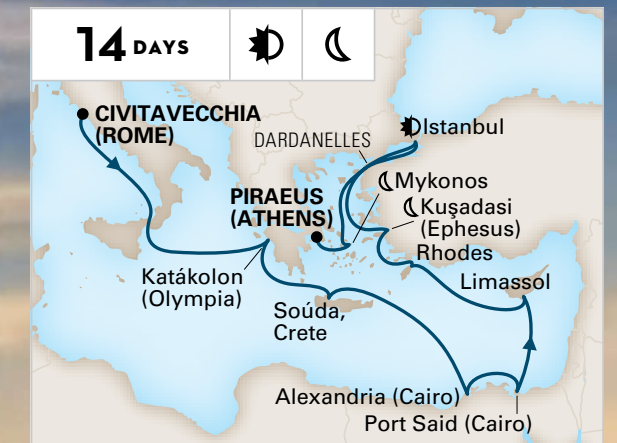 14 DAYS
CIVITAVECCHIA
(ROME)
DARDANELLES
Istanbul
Mykonos
PIRAEUS
(ATHENS)
Kuşadasi
(Ephesus)
Rhodes
Katákolon
(Olympia)
Limassol
Soúda,
Crete
Alexandria (Cairo)
Port Said (Cairo)